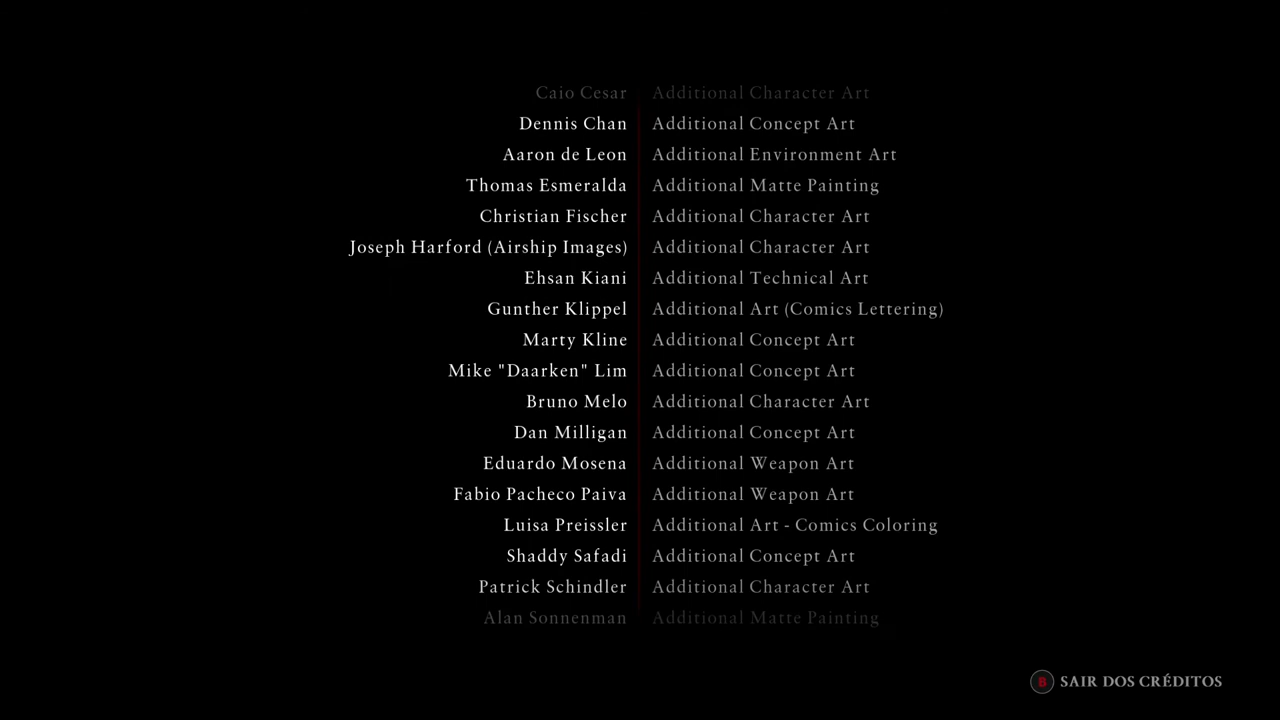 Caio Cesar Additional Character Art
Dennis Chan Additional Concept Art
Aaron de Leon Additional Environment Art
Thomas Esmeralda Additional Matte Painting
Christian Fischer Additional Character Art
Joseph Harford (Airship Images) Additional Character Art
Ehsan Kiani Additional Technical Art
Gunther Klippel Additional Art (Comics Lettering)
Marty Kline Additional Concept Art
Mike "Daarken" Lim Additional Concept Art
Bruno Melo Additional Character Art
Dan Milligan Additional Concept Art
Eduardo Mosena Additional Weapon Art
Fabio Pacheco Paiva Additional Weapon Art
Luisa Preissler Additional Art - Comics Coloring
Shaddy Safadi Additional Concept Art
Patrick Schindler Additional Character Art
Alan Sonnenman Additional Matte Painting
B SAIR DOS CRÉDITOS